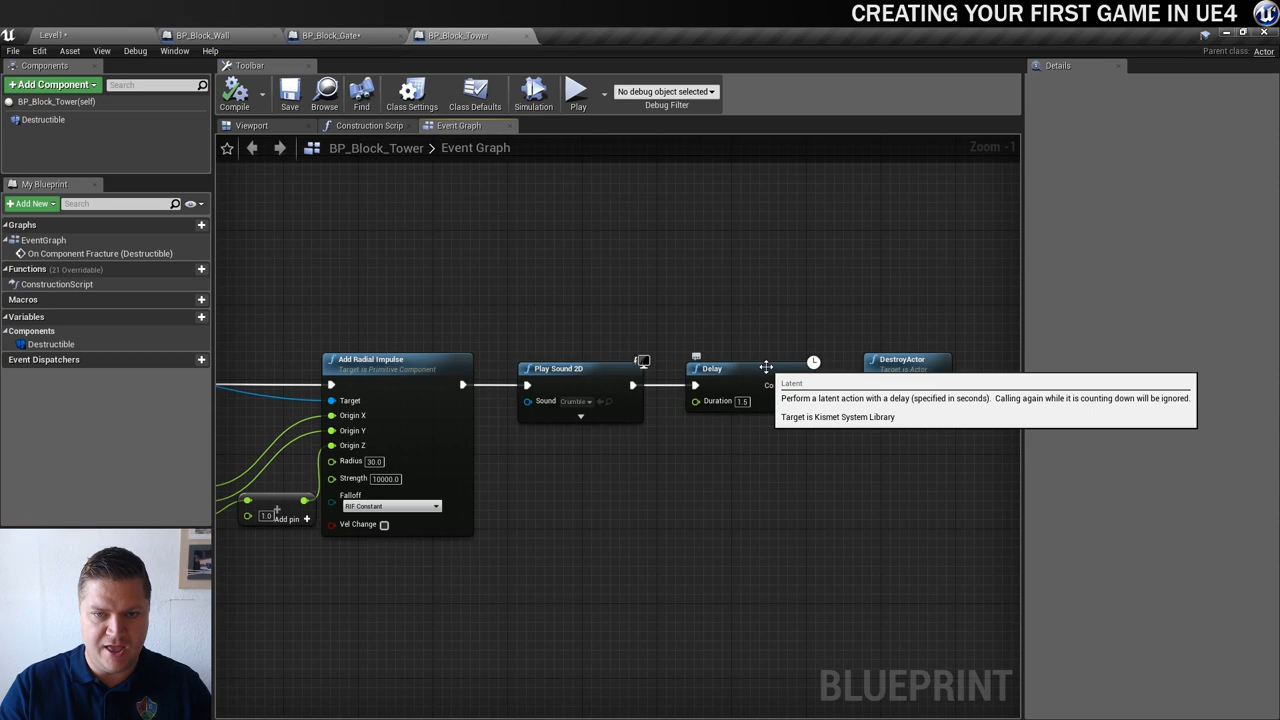 CREATING YOUR FIRST GAME IN UE4
Level1*
BP_Block_Wall
BP_Block_Gate*
BP_Block_Tower
File Edit Asset View Debug Window Help
Parent class: Actor
Components
Toolbar
Details
+Add Component
Search
BP_Block_Tower(self)
Destructible
Compile
Save
Browse
Find
Class Settings
Class Defaults
Simulation
Play
No debug object selected
Debug Filter
Viewport
Construction Scrip
Event Graph
BP_Block_Tower > Event Graph
Zoom -1
My Blueprint
+Add New
Search
Graphs
EventGraph
On Component Fracture (Destructible)
Functions (21 Overridable)
ConstructionScript
Macros
Variables
Components
Destructible
Event Dispatchers
Add Radial Impulse
Target is Primitive Component
Target
Origin X
Origin Y
Origin Z
Radius 30.0
Strength 10000.0
Falloff
RIF Constant
Vel Change
1.0
Add pin +
Play Sound 2D
Sound Crumble
Delay
Co
Duration 1.5
DestroyActor
Target is Actor
Latent
Perform a latent action with a delay (specified in seconds). Calling again while it is counting down will be ignored.
Target is Kismet System Library
BLUEPRINT